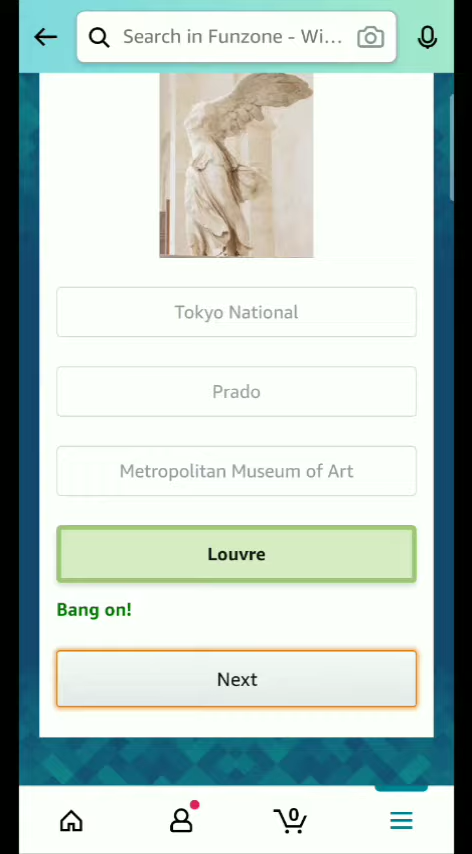 Search in Funzone - Wi...
Tokyo National
Prado
Metropolitan Museum of Art
Louvre
Bang on!
Next
0